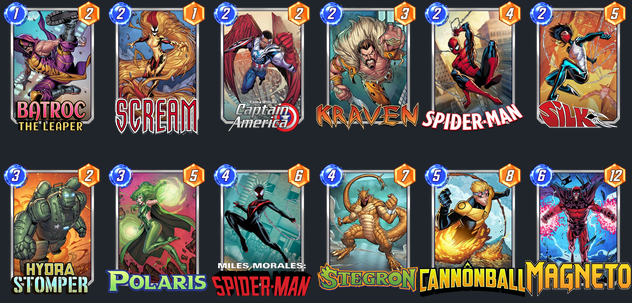 1 2 2 1 2 2 2 3 2 4 2 5
BATROC
THE LEAPER
SCREAM
Captain
America
KRAVEN
SPIDER-MAN
SILK
3 2 3 5 4 6 4 7 5 8 6 12
HYDRA
STOMPER
POLARIS
MILES MORALES:
SPIDER-MAN
STEGRON
CANNONBALL
MAGNETO